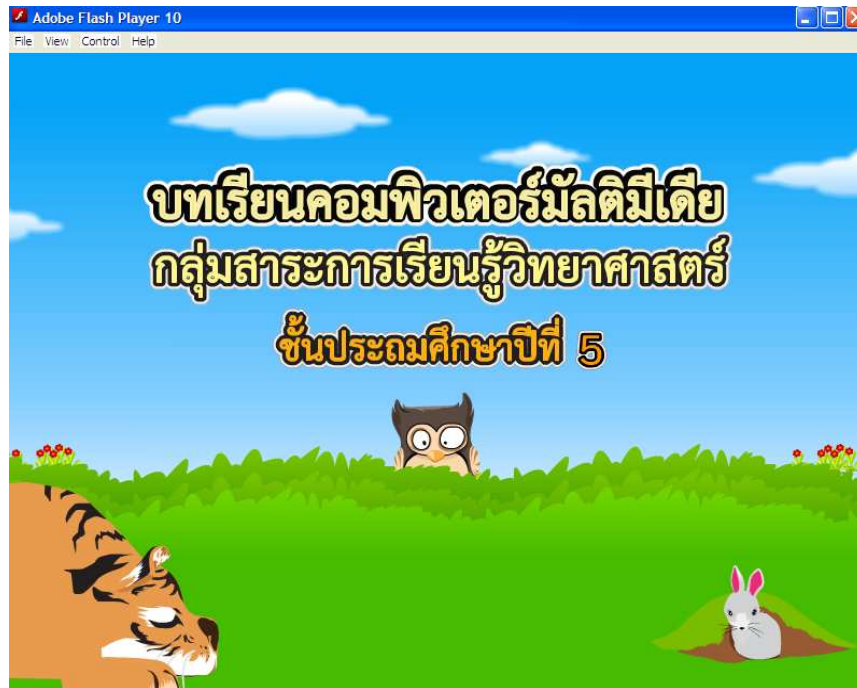 Adobe Flash Player 10
File View Control Help
บทเรียนคอมพิวเตอร์มัลติมีเดีย
กลุ่มสาระการเรียนรู้วิทยาศาสตร์
ชั้นประถมศึกษาปีที่ 5